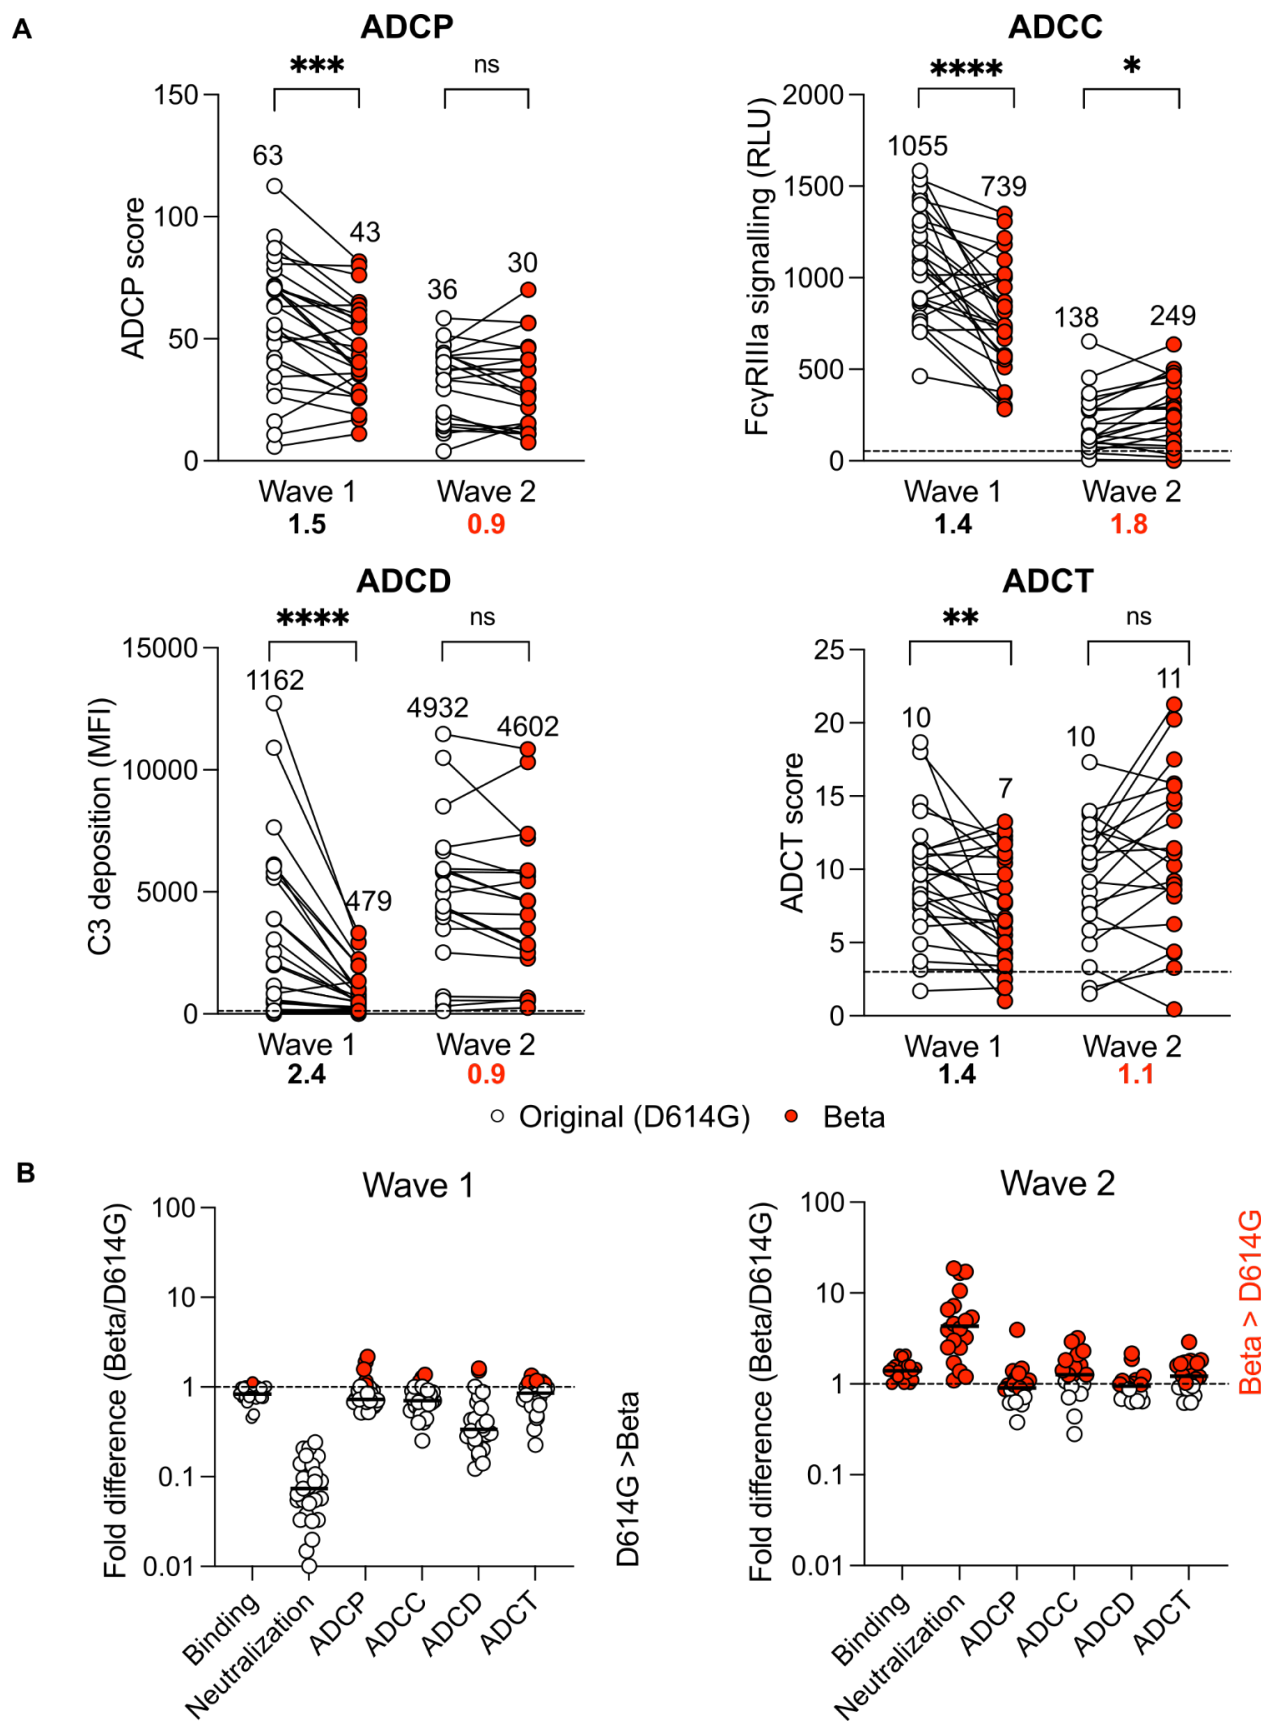 A
ADCP
ADCC
*** ns
**** *
150
100
50
0
ADCP score
63
43
36
30
Wave 1 Wave 2
1.5 0.9
2000
1500
1000
500
0
FcγRIIIa signalling (RLU)
1055
739
138
249
Wave 1 Wave 2
1.4 1.8
ADCD
ADCT
**** ns
** ns
15000
10000
5000
0
C3 deposition (MFI)
1162
479
4932
4602
Wave 1 Wave 2
2.4 0.9
25
20
15
10
5
0
ADCT score
10
7
10
11
Wave 1 Wave 2
1.4 1.1
Original (D614G) Beta
B
Wave 1
100
10
1
0.1
0.01
Fold difference (Beta/D614G)
D614G >Beta
Binding
Neutralization
ADCP
ADCC
ADCD
ADCT
Wave 2
100
10
1
0.1
0.01
Fold difference (Beta/D614G)
Beta > D614G
Binding
Neutralization
ADCP
ADCC
ADCD
ADCT